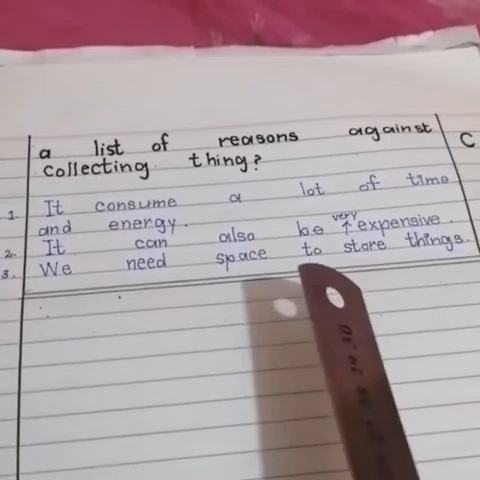 a list of reasons against
collecting thing?
C
1. It consume a lot of time
and energy.
2. It can also be very expensive.
3. We need space to store things.